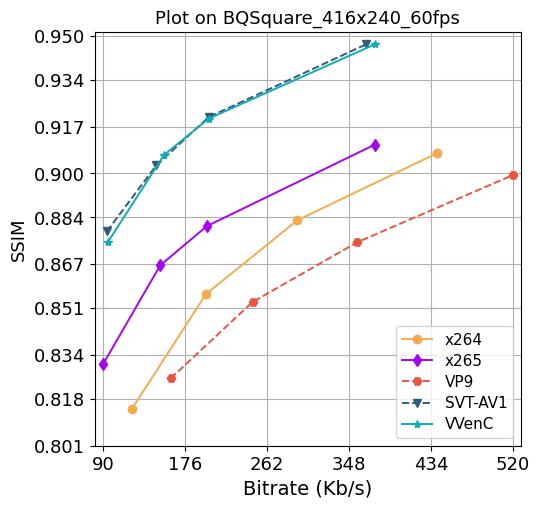 Plot on BQSquare_416x240_60fps
SSIM
0.950
0.934
0.917
0.900
0.884
0.867
0.851
0.834
0.818
0.801
x264
x265
VP9
SVT-AV1
VVenC
90 176 262 348 434 520
Bitrate (Kb/s)